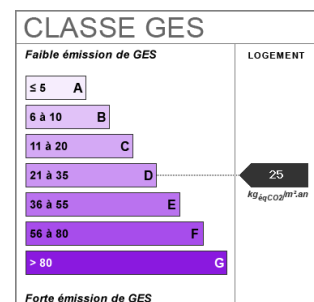 CLASSE GES
Faible émission de GES
LOGEMENT
≤ 5 A
6 à 10 B
11 à 20 C
21 à 35 D
25
kgéqCO2/m².an
36 à 55 E
56 à 80 F
> 80 G
Forte émission de GES